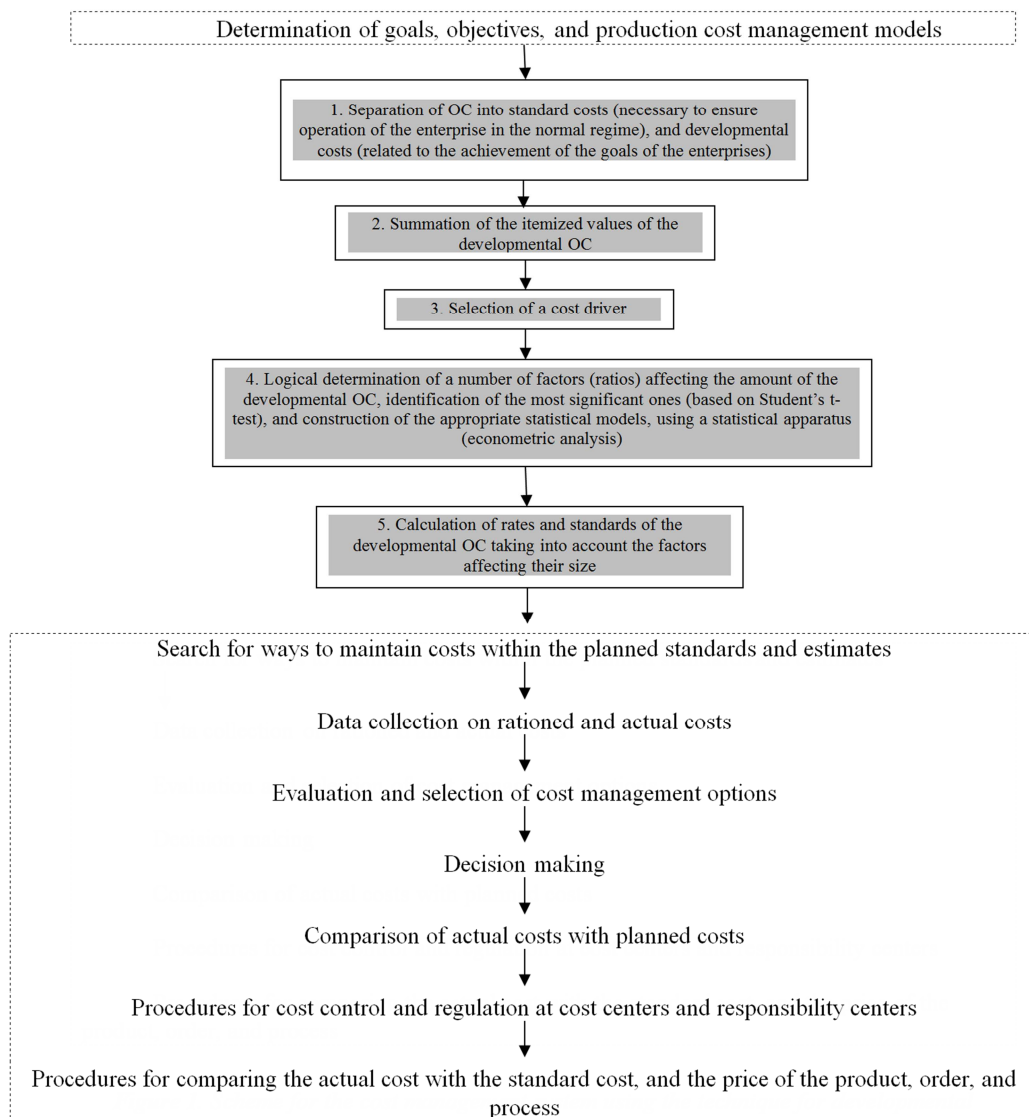 Determination of goals, objectives, and production cost management models
1. Separation of OC into standard costs (necessary to ensure
operation of the enterprise in the normal regime), and developmental
costs (related to the achievement of the goals of the enterprises)
2. Summation of the itemized values of the
developmental OC
3. Selection of a cost driver
4. Logical determination of a number of factors (ratios) affecting the amount of the
developmental OC, identification of the most significant ones (based on Student’s t-
test), and construction of the appropriate statistical models, using a statistical apparatus
(econometric analysis)
5. Calculation of rates and standards of the
developmental OC taking into account the factors
affecting their size
Search for ways to maintain costs within the planned standards and estimates
Data collection on rationed and actual costs
Evaluation and selection of cost management options
Decision making
Comparison of actual costs with planned costs
Procedures for cost control and regulation at cost centers and responsibility centers
Procedures for comparing the actual cost with the standard cost, and the price of the product, order, and
process